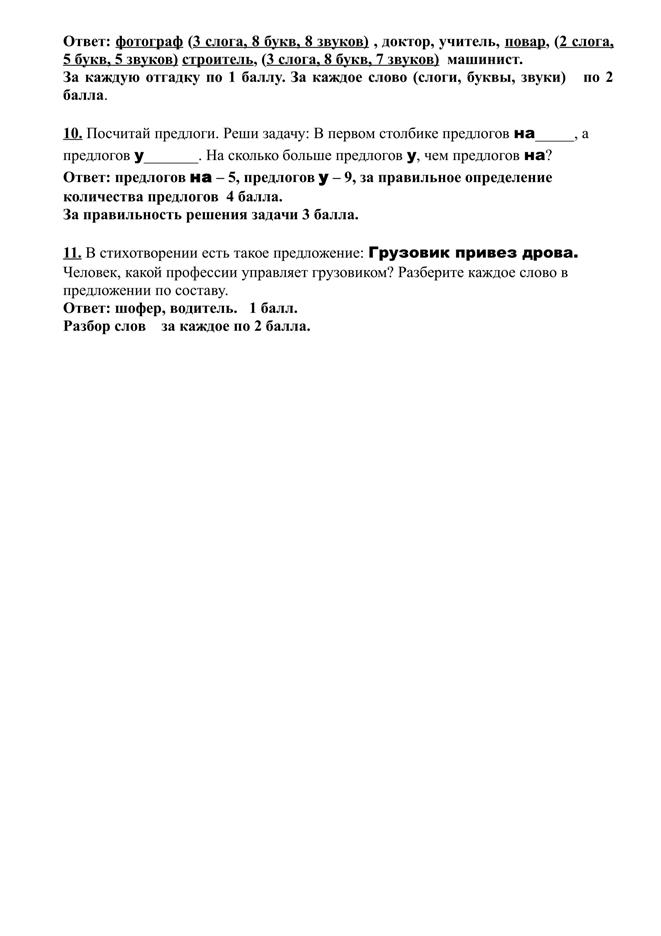 Ответ: фотограф (3 слога, 8 букв, 8 звуков) , доктор, учитель, повар, (2 слога,
5 букв, 5 звуков) строитель, (3 слога, 8 букв, 7 звуков) машинист.
За каждую отгадку по 1 баллу. За каждое слово (слоги, буквы, звуки) по 2
балла.
10. Посчитай предлоги. Реши задачу: В первом столбике предлогов на_____, а
предлогов у_______. На сколько больше предлогов у, чем предлогов на?
Ответ: предлогов на – 5, предлогов у – 9, за правильное определение
количества предлогов 4 балла.
За правильность решения задачи 3 балла.
11. В стихотворении есть такое предложение: Грузовик привез дрова.
Человек, какой профессии управляет грузовиком? Разберите каждое слово в
предложении по составу.
Ответ: шофер, водитель. 1 балл.
Разбор слов за каждое по 2 балла.